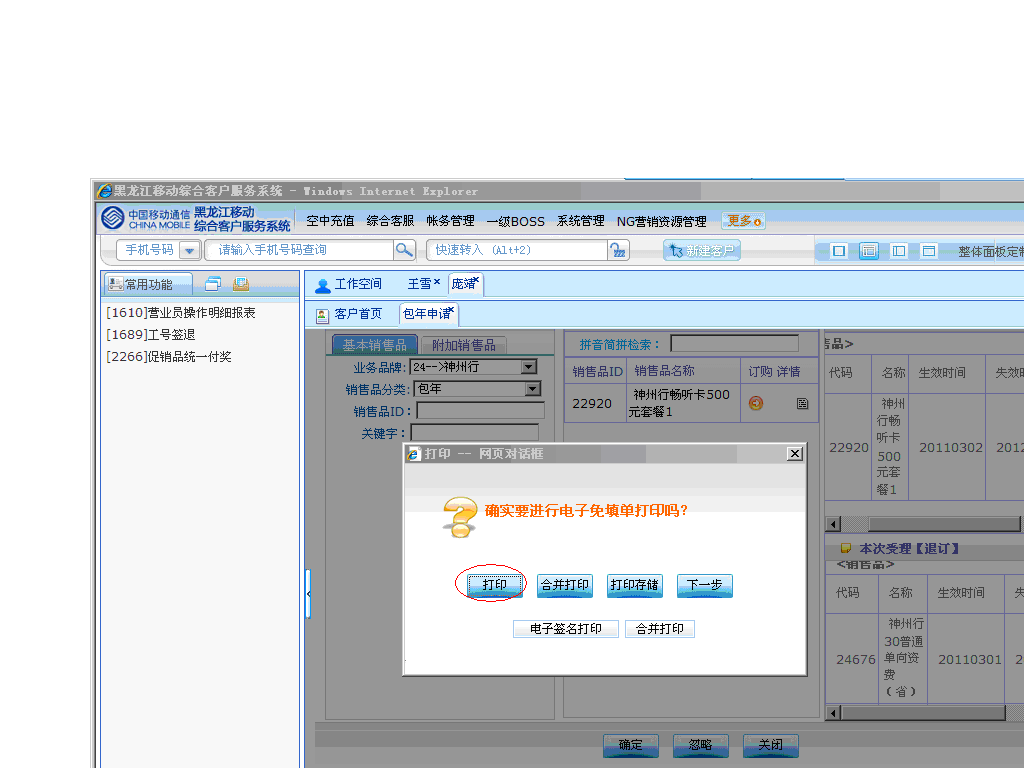 黑龙江移动综合客户服务系统 - Windows Internet Explorer
中国移动通信 CHINA MOBILE 黑龙江移动 综合客户服务系统
空中充值 综合客服 帐务管理 一级BOSS 系统管理 NG营销资源管理 更多
手机号码 请输入手机号码查询 快速转入 (Alt+2) 新建客户 整体面板定制
常用功能
[1610]营业员操作明细报表
[1689]工号签退
[2266]促销品统一付奖
工作空间 王雪 庞靖
客户首页 包年申请
基本销售品 附加销售品
业务品牌: 24-->神州行
销售品分类: 包年
销售品ID:
关键字:
拼音简拼检索:
销售品ID 销售品名称 订购 详情
22920 神州行畅听卡500元套餐1
售品>
代码 名称 生效时间 失效时
22920 神州行畅听卡500元套餐1 20110302 2012
本次受理【退订】
<销售品>
代码 名称 生效时间 失
24676 神州行30普通单向资费(省) 20110301 2
打印 -- 网页对话框
确实要进行电子免填单打印吗?
打印 合并打印 打印存储 下一步
电子签名打印 合并打印
确定 忽略 关闭